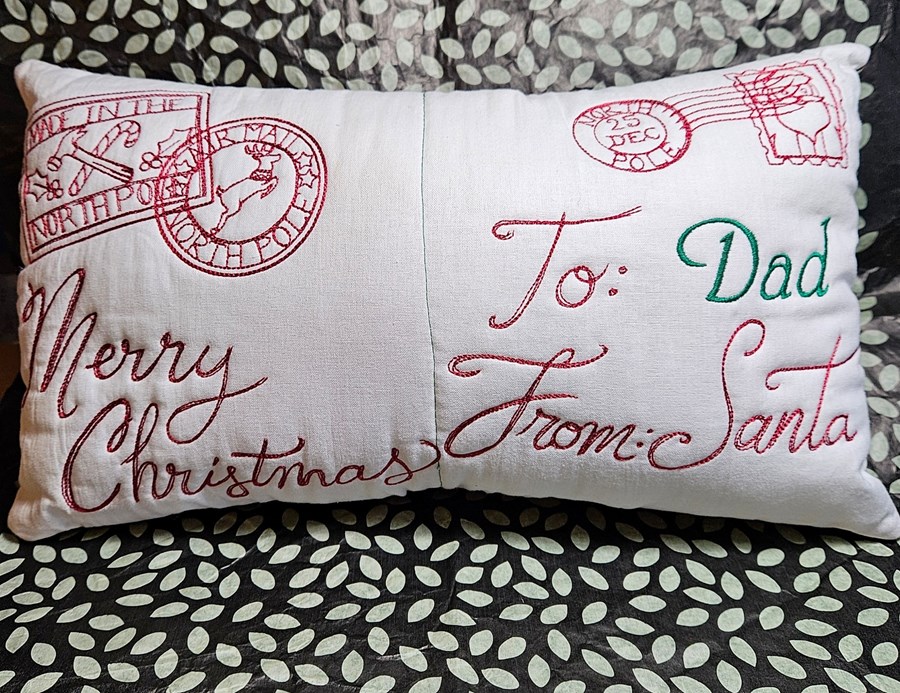 MADE IN THE
NORTH POLE
AIR MAIL
NORTH POLE
Merry
Christmas
NORTH
25
DEC
POLE
To: Dad
From: Santa